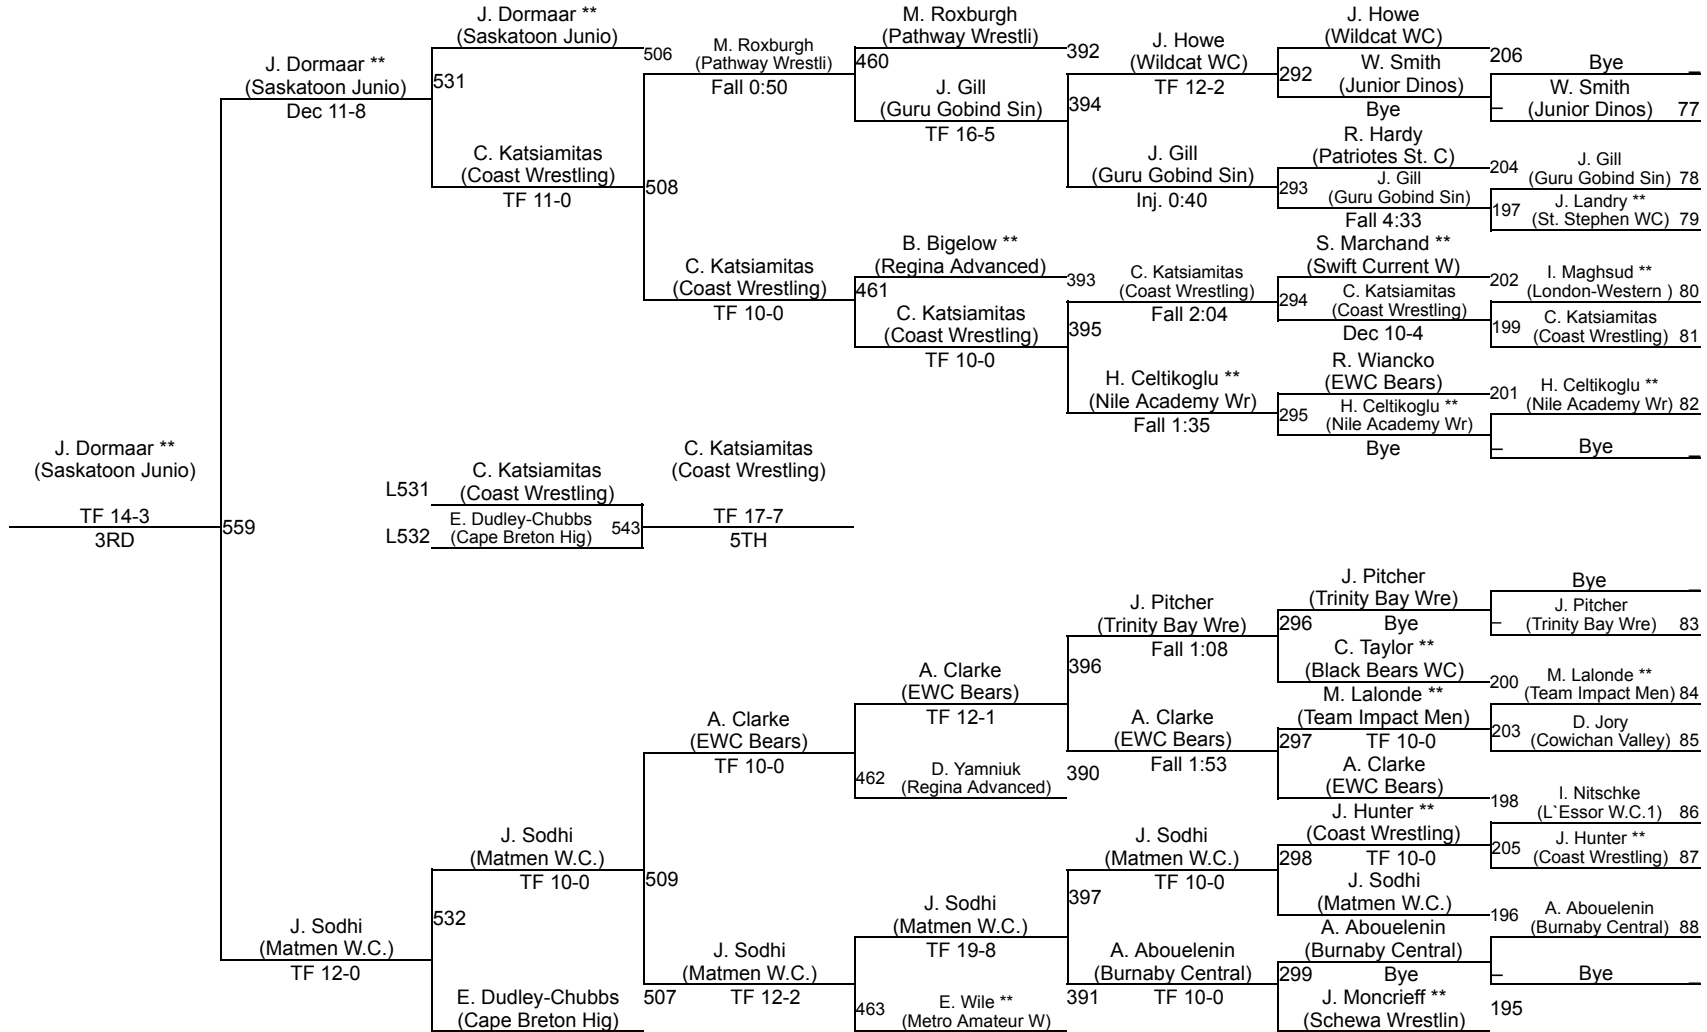 J. Dormaar **
(Saskatoon Junio)
TF 14-3
3RD
559
J. Dormaar **
(Saskatoon Junio)
Dec 11-8
J. Sodhi
(Matmen W.C.)
TF 12-0
J. Dormaar **
(Saskatoon Junio)
506
531
C. Katsiamitas
(Coast Wrestling)
TF 11-0
L531
C. Katsiamitas
(Coast Wrestling)
L532
E. Dudley-Chubbs
(Cape Breton Hig)
543
C. Katsiamitas
(Coast Wrestling)
TF 17-7
5TH
J. Sodhi
(Matmen W.C.)
TF 10-0
532
E. Dudley-Chubbs
(Cape Breton Hig)
507
M. Roxburgh
(Pathway Wrestli)
Fall 0:50
508
C. Katsiamitas
(Coast Wrestling)
TF 10-0
A. Clarke
(EWC Bears)
TF 10-0
509
J. Sodhi
(Matmen W.C.)
TF 12-2
M. Roxburgh
(Pathway Wrestli)
392
460
J. Gill
(Guru Gobind Sin)
TF 16-5
B. Bigelow **
(Regina Advanced)
393
461
C. Katsiamitas
(Coast Wrestling)
TF 10-0
A. Clarke
(EWC Bears)
TF 12-1
462
D. Yamniuk
(Regina Advanced)
390
J. Sodhi
(Matmen W.C.)
TF 19-8
463
E. Wile **
(Metro Amateur W)
391
J. Howe
(Wildcat WC)
TF 12-2
394
J. Gill
(Guru Gobind Sin)
Inj. 0:40
C. Katsiamitas
(Coast Wrestling)
Fall 2:04
395
H. Celtikoglu **
(Nile Academy Wr)
Fall 1:35
J. Pitcher
(Trinity Bay Wre)
Fall 1:08
396
A. Clarke
(EWC Bears)
Fall 1:53
J. Sodhi
(Matmen W.C.)
TF 10-0
397
A. Abouelenin
(Burnaby Central)
TF 10-0
J. Howe
(Wildcat WC)
206
292
W. Smith
(Junior Dinos)
Bye
R. Hardy
(Patriotes St. C)
204
293
J. Gill
(Guru Gobind Sin)
Fall 4:33
S. Marchand **
(Swift Current W)
202
294
C. Katsiamitas
(Coast Wrestling)
Dec 10-4
R. Wiancko
(EWC Bears)
201
295
H. Celtikoglu **
(Nile Academy Wr)
Bye
J. Pitcher
(Trinity Bay Wre)
296
Bye
C. Taylor **
(Black Bears WC)
200
M. Lalonde **
(Team Impact Men)
297
TF 10-0
A. Clarke
(EWC Bears)
198
J. Hunter **
(Coast Wrestling)
298
TF 10-0
J. Sodhi
(Matmen W.C.)
196
A. Abouelenin
(Burnaby Central)
299
Bye
J. Moncrieff **
(Schewa Wrestlin)
195
Bye _
_
W. Smith
(Junior Dinos) 77
J. Gill
(Guru Gobind Sin) 78
197
J. Landry **
(St. Stephen WC) 79
I. Maghsud **
(London-Western ) 80
199
C. Katsiamitas
(Coast Wrestling) 81
H. Celtikoglu **
(Nile Academy Wr) 82
_
Bye _
Bye _
_
J. Pitcher
(Trinity Bay Wre) 83
M. Lalonde **
(Team Impact Men) 84
203
D. Jory
(Cowichan Valley) 85
I. Nitschke
(L`Essor W.C.1) 86
205
J. Hunter **
(Coast Wrestling) 87
A. Abouelenin
(Burnaby Central) 88
_
Bye _